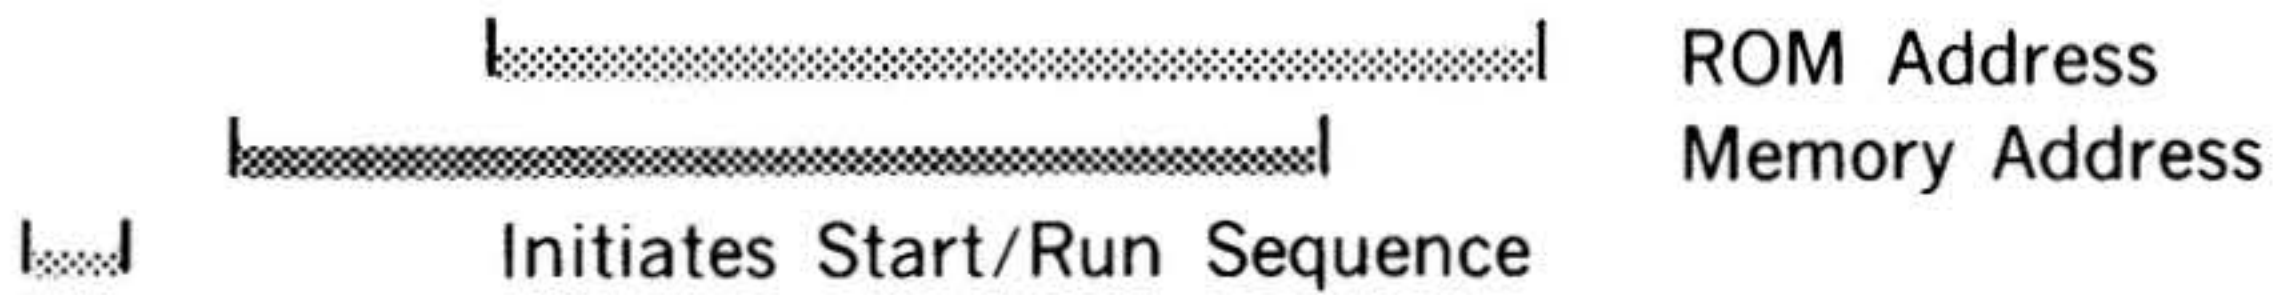 ROM Address
Memory Address
Initiates Start/Run Sequence